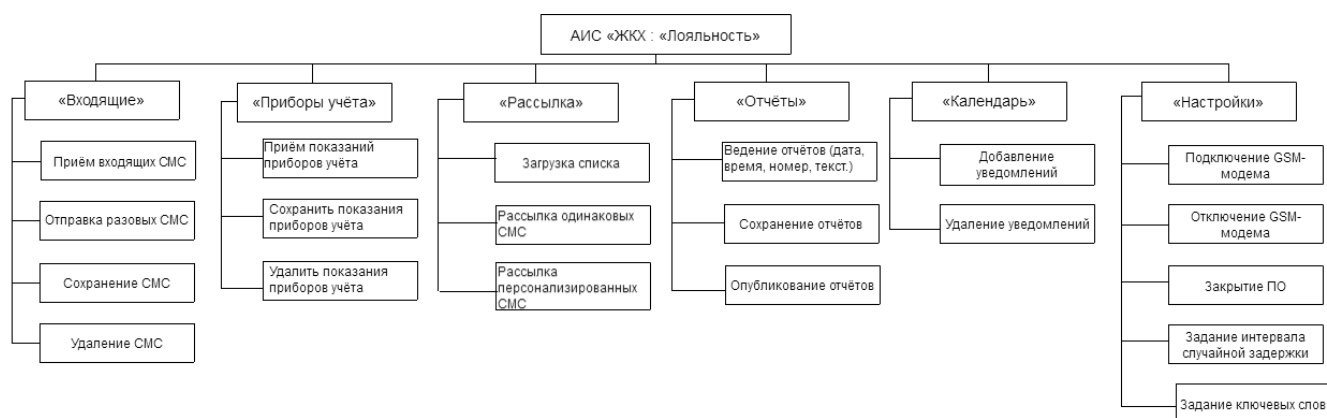 АИС «ЖКХ : «Лояльность»
«Входящие»
Приём входящих СМС
Отправка разовых СМС
Сохранение СМС
Удаление СМС
«Приборы учёта»
Приём показаний
приборов учёта
Сохранить показания
приборов учёта
Удалить показания
приборов учёта
«Рассылка»
Загрузка списка
Рассылка одинаковых
СМС
Рассылка
персонализированных
СМС
«Отчёты»
Ведение отчётов (дата,
время, номер, текст.)
Сохранение отчётов
Опубликование отчётов
«Календарь»
Добавление
уведомлений
Удаление уведомлений
«Настройки»
Подключение GSM-
модема
Отключение GSM-
модема
Закрытие ПО
Задание интервала
случайной задержки
Задание ключевых слов